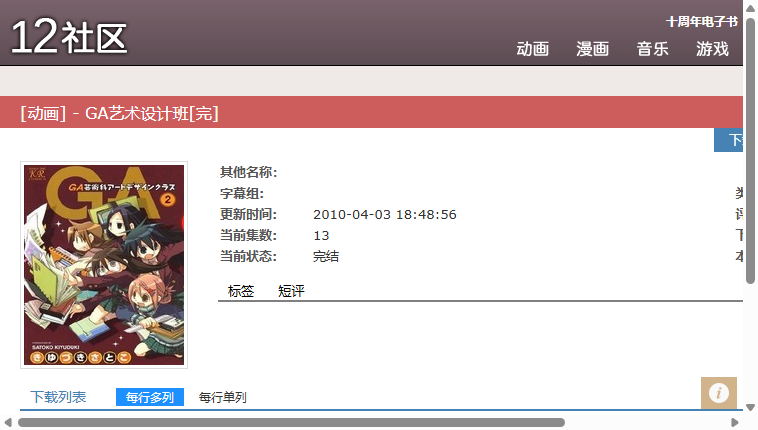 12社区
十周年电子书
动画 漫画 音乐 游戏
[动画] - GA艺术设计班[完]
其他名称:
字幕组:
更新时间: 2010-04-03 18:48:56
当前集数: 13
当前状态: 完结
标签 短评
KR
GA
GA芸術科アートデザインクラス
2
SATOKO KIYUDUKI
きゆづきさとこ
下载列表 每行多列 每行单列
i